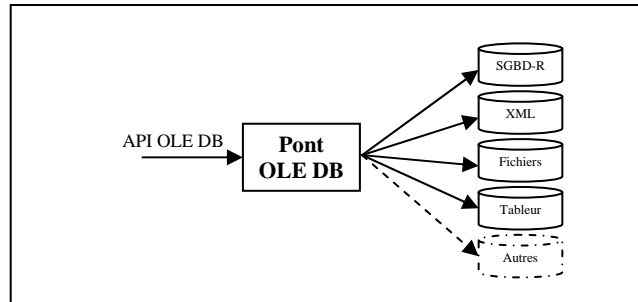 SGBD-R
XML
API OLE DB
Pont
OLE DB
Fichiers
Tableur
Autres